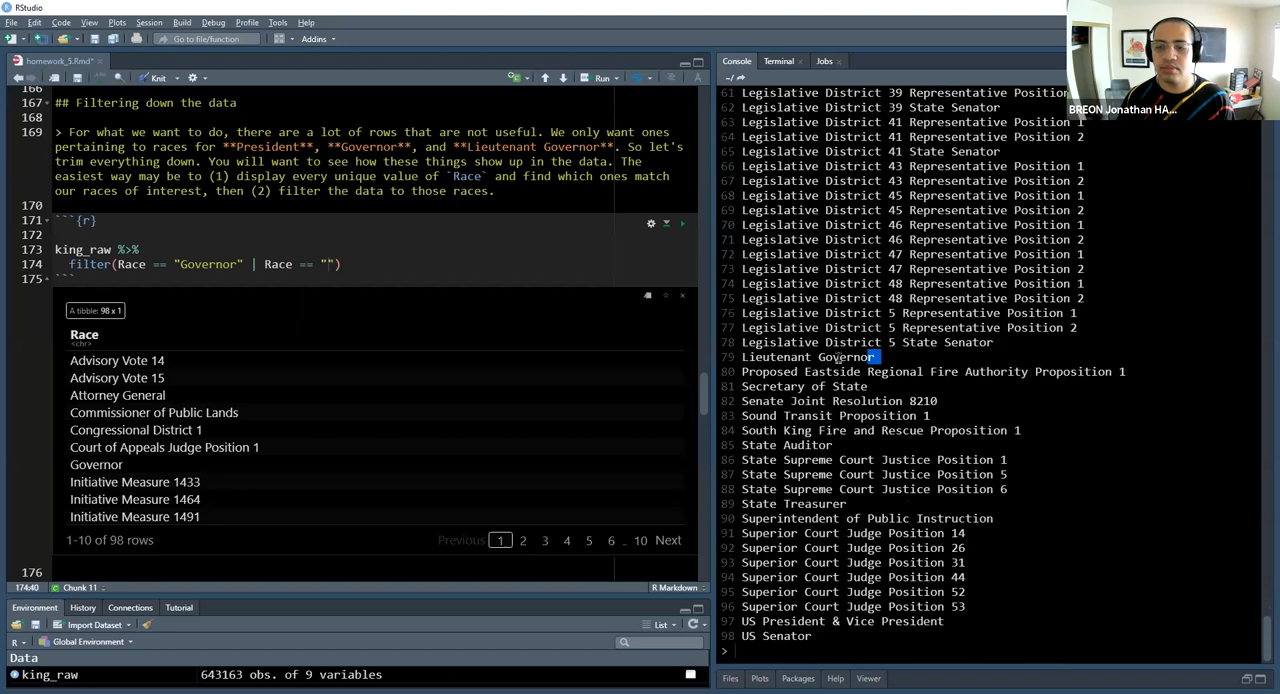 RStudio
File Edit Code View Plots Session Build Debug Profile Tools Help
Go to file/function
Addins
homework_5.Rmd*
Knit
Run
166
167 ## Filtering down the data
168
169 > For what we want to do, there are a lot of rows that are not useful. We only want ones
pertaining to races for **President**, **Governor**, and **Lieutenant Governor**. So let's
trim everything down. You will want to see how these things show up in the data. The
easiest way may be to (1) display every unique value of `Race` and find which ones match
our races of interest, then (2) filter the data to those races.
170
171 ```{r}
172
173 king_raw %>%
174 filter(Race == "Governor" | Race == "")
175 ```
A tibble: 98 x 1
Race
<chr>
Advisory Vote 14
Advisory Vote 15
Attorney General
Commissioner of Public Lands
Congressional District 1
Court of Appeals Judge Position 1
Governor
Initiative Measure 1433
Initiative Measure 1464
Initiative Measure 1491
1-10 of 98 rows
Previous 1 2 3 4 5 6 .. 10 Next
176
174:40 Chunk 11 R Markdown
Environment History Connections Tutorial
Import Dataset
List
R Global Environment
Data
king_raw 643163 obs. of 9 variables
Console Terminal Jobs
~/
61 Legislative District 39 Representative Position
62 Legislative District 39 State Senator
63 Legislative District 41 Representative Position 1
64 Legislative District 41 Representative Position 2
65 Legislative District 41 State Senator
66 Legislative District 43 Representative Position 1
67 Legislative District 43 Representative Position 2
68 Legislative District 45 Representative Position 1
69 Legislative District 45 Representative Position 2
70 Legislative District 46 Representative Position 1
71 Legislative District 46 Representative Position 2
72 Legislative District 47 Representative Position 1
73 Legislative District 47 Representative Position 2
74 Legislative District 48 Representative Position 1
75 Legislative District 48 Representative Position 2
76 Legislative District 5 Representative Position 1
77 Legislative District 5 Representative Position 2
78 Legislative District 5 State Senator
79 Lieutenant Governor
80 Proposed Eastside Regional Fire Authority Proposition 1
81 Secretary of State
82 Senate Joint Resolution 8210
83 Sound Transit Proposition 1
84 South King Fire and Rescue Proposition 1
85 State Auditor
86 State Supreme Court Justice Position 1
87 State Supreme Court Justice Position 5
88 State Supreme Court Justice Position 6
89 State Treasurer
90 Superintendent of Public Instruction
91 Superior Court Judge Position 14
92 Superior Court Judge Position 26
93 Superior Court Judge Position 31
94 Superior Court Judge Position 44
95 Superior Court Judge Position 52
96 Superior Court Judge Position 53
97 US President & Vice President
98 US Senator
>
Files Plots Packages Help Viewer
BREON Jonathan HA...